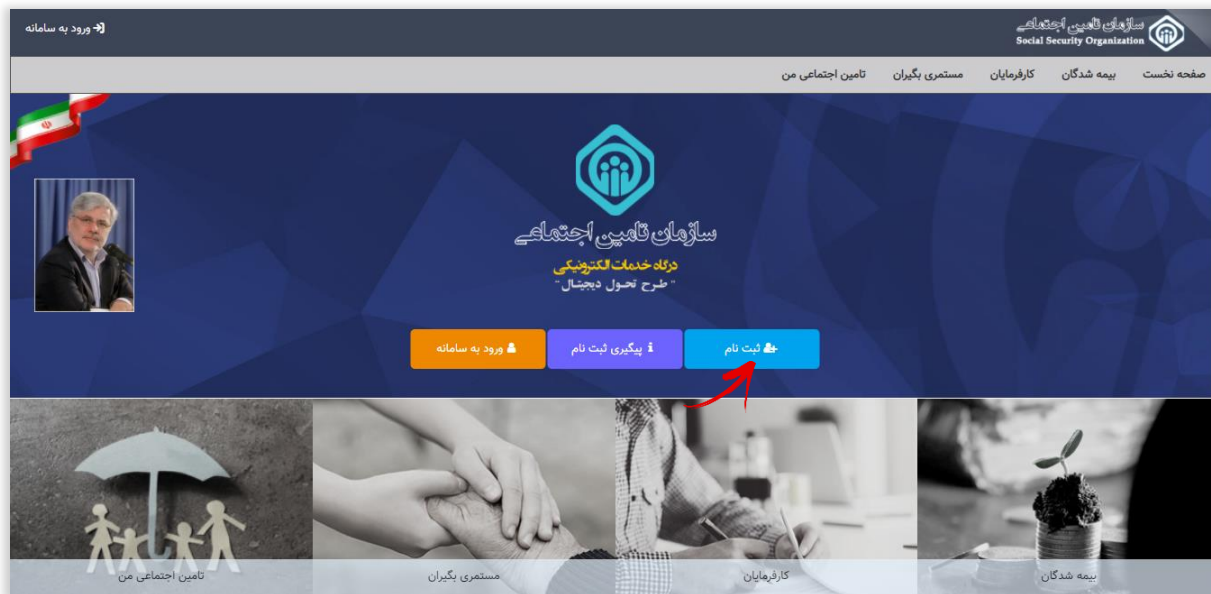 سازمان تامین اجتماعی
Social Security Organization
ورود به سامانه
صفحه نخست
بیمه شدگان
کارفرمایان
مستمری بگیران
تامین اجتماعی من
سازمان تامین اجتماعی
درگاه خدمات الکترونیکی
" طرح تحول دیجیتال "
ثبت نام
پیگیری ثبت نام
ورود به سامانه
بیمه شدگان
کارفرمایان
مستمری بگیران
تامین اجتماعی من